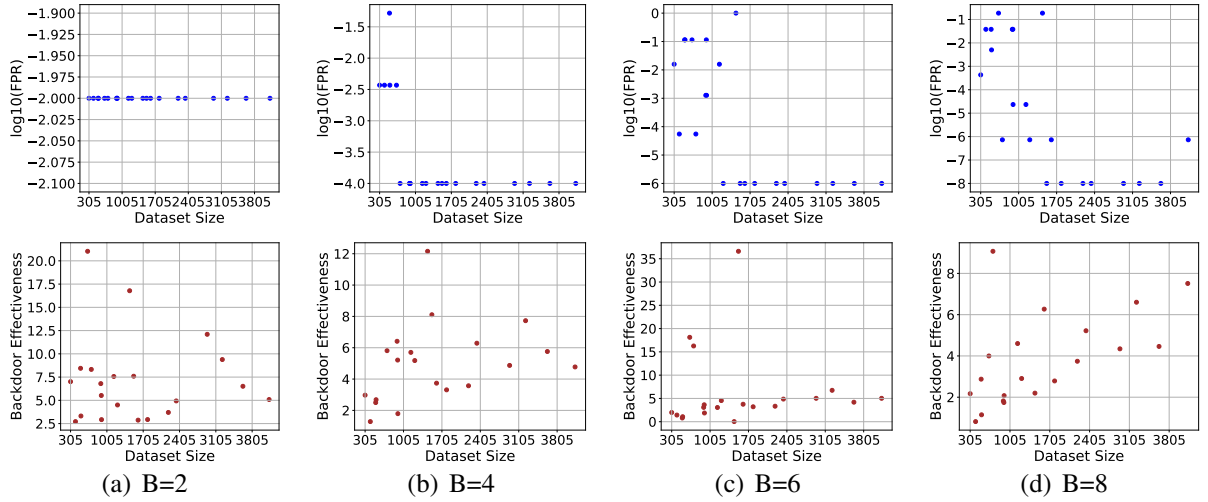 −1.900
−1.925
−1.950
−1.975
−2.000
−2.025
−2.050
−2.075
−2.100
log10(FPR)
305 1005 1705 2405 3105 3805
Dataset Size
−1.5
−2.0
−2.5
−3.0
−3.5
−4.0
log10(FPR)
305 1005 1705 2405 3105 3805
Dataset Size
0
−1
−2
−3
−4
−5
−6
log10(FPR)
305 1005 1705 2405 3105 3805
Dataset Size
−1
−2
−3
−4
−5
−6
−7
−8
log10(FPR)
305 1005 1705 2405 3105 3805
Dataset Size
20.0
17.5
15.0
12.5
10.0
7.5
5.0
2.5
Backdoor Effectiveness
305 1005 1705 2405 3105 3805
Dataset Size
(a) B=2
12
10
8
6
4
2
Backdoor Effectiveness
305 1005 1705 2405 3105 3805
Dataset Size
(b) B=4
35
30
25
20
15
10
5
0
Backdoor Effectiveness
305 1005 1705 2405 3105 3805
Dataset Size
(c) B=6
8
6
4
2
Backdoor Effectiveness
305 1005 1705 2405 3105 3805
Dataset Size
(d) B=8